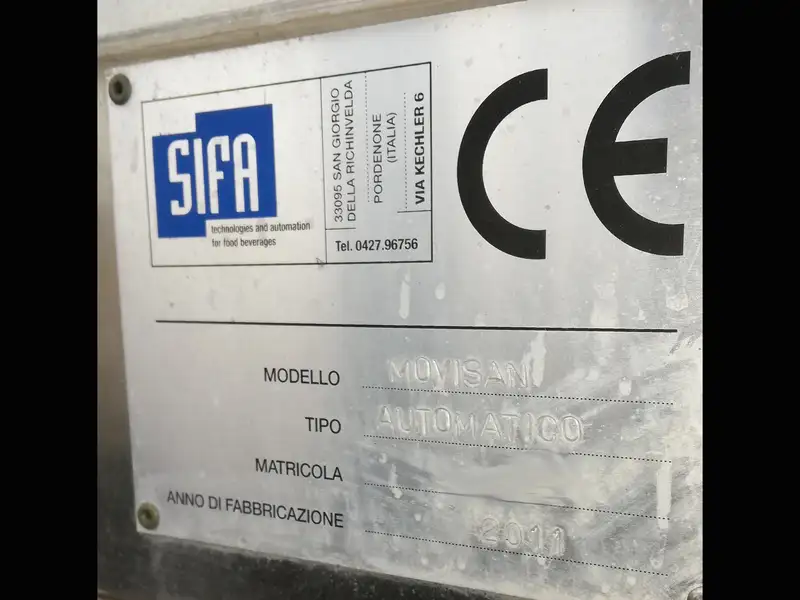 SIFA
technologies and automation
for food beverages
33095 SAN GIORGIO
DELLA RICHINVELDA
PORDENONE
(ITALIA)
VIA KECHLER 6
Tel. 0427.96756
CE
MODELLO MOVISAN
TIPO AUTOMATICO
MATRICOLA
ANNO DI FABBRICAZIONE 2011